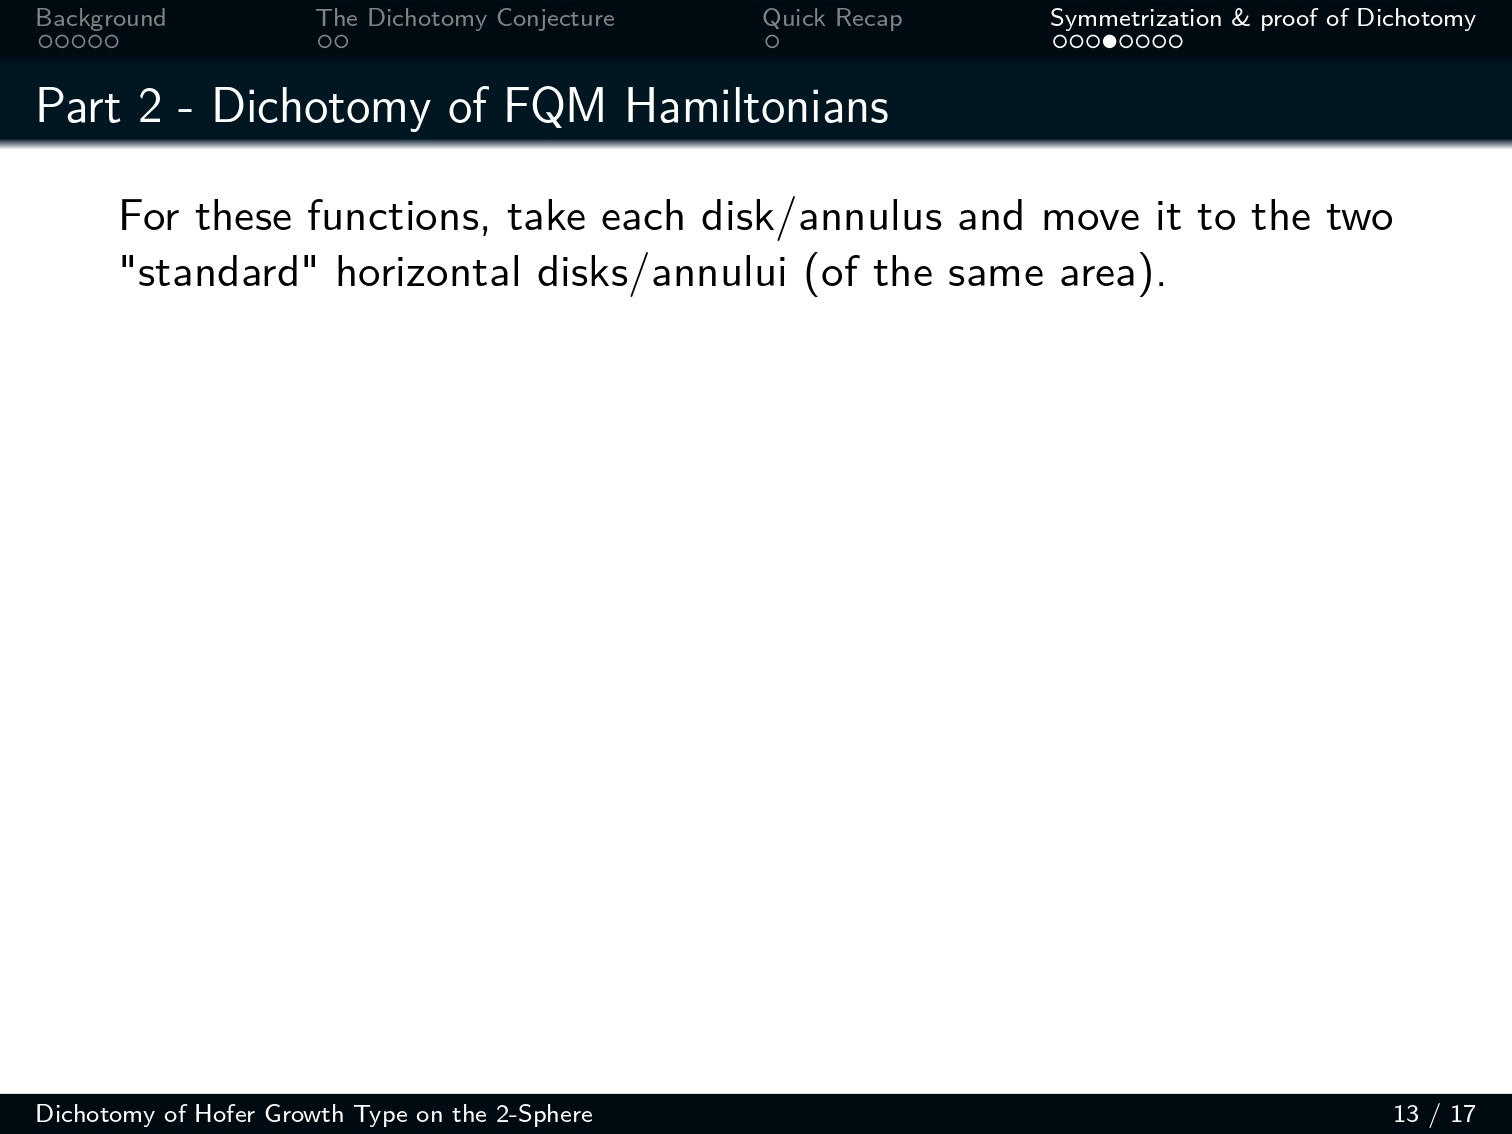 Background
The Dichotomy Conjecture
Quick Recap
Symmetrization & proof of Dichotomy
Part 2 - Dichotomy of FQM Hamiltonians
For these functions, take each disk/annulus and move it to the two
"standard" horizontal disks/annului (of the same area).
Dichotomy of Hofer Growth Type on the 2-Sphere
13 / 17